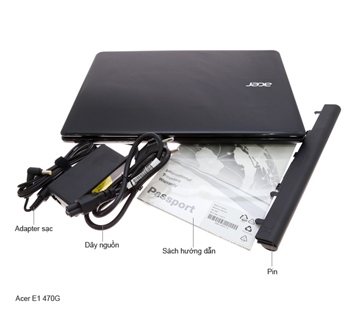 acer
Passport
Adapter sạc
Dây nguồn
Sách hướng dẫn
Pin
Acer E1 470G